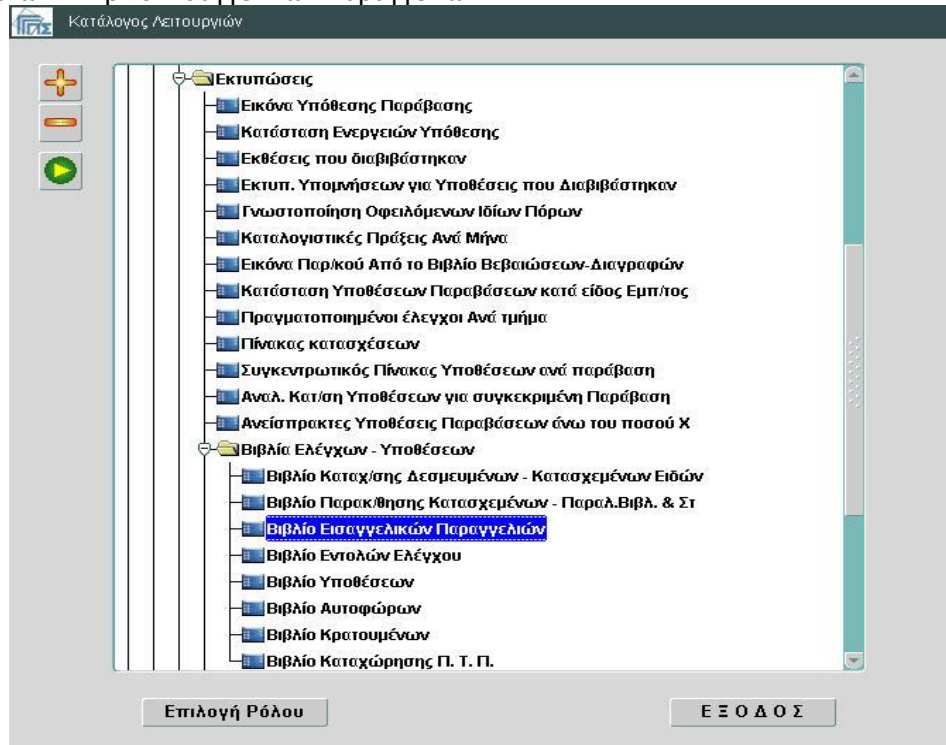 Κατάλογος Λειτουργιών
Εκτυπώσεις
Εικόνα Υπόθεσης Παράβασης
Κατάσταση Ενεργειών Υπόθεσης
Εκθέσεις που διαβιβάστηκαν
Εκτυπ. Υπομνήσεων για Υποθέσεις που Διαβιβάστηκαν
Γνωστοποίηση Οφειλόμενων Ιδίων Πόρων
Καταλογιστικές Πράξεις Ανά Μήνα
Εικόνα Παρ/κού Από το Βιβλίο Βεβαιώσεων-Διαγραφών
Κατάσταση Υποθέσεων Παραβάσεων κατά είδος Εμπ/τος
Πραγματοποιημένοι έλεγχοι Ανά τμήμα
Πίνακας κατασχέσεων
Συγκεντρωτικός Πίνακας Υποθέσεων ανά παράβαση
Αναλ. Κατ/ση Υποθέσεων για συγκεκριμένη Παράβαση
Ανείσπρακτες Υποθέσεις Παραβάσεων άνω του ποσού Χ
Βιβλία Ελέγχων - Υποθέσεων
Βιβλίο Καταχ/σης Δεσμευμένων - Κατασχεμένων Ειδών
Βιβλίο Παρακ/θησης Κατασχεμένων - Παραλ.Βιβλ. & Στ
Βιβλίο Εισαγγελικών Παραγγελιών
Βιβλίο Εντολών Ελέγχου
Βιβλίο Υποθέσεων
Βιβλίο Αυτοφώρων
Βιβλίο Κρατουμένων
Βιβλίο Καταχώρησης Π. Τ. Π.
Επιλογή Ρόλου
Ε Ξ Ο Δ Ο Σ